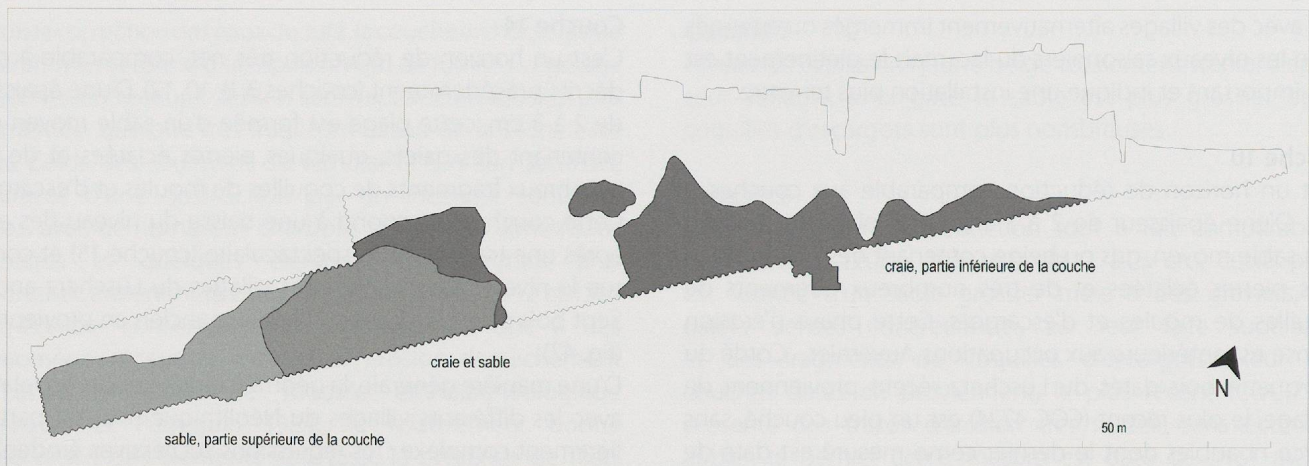 craie, partie inférieure de la couche
craie et sable
sable, partie supérieure de la couche
N
50 m